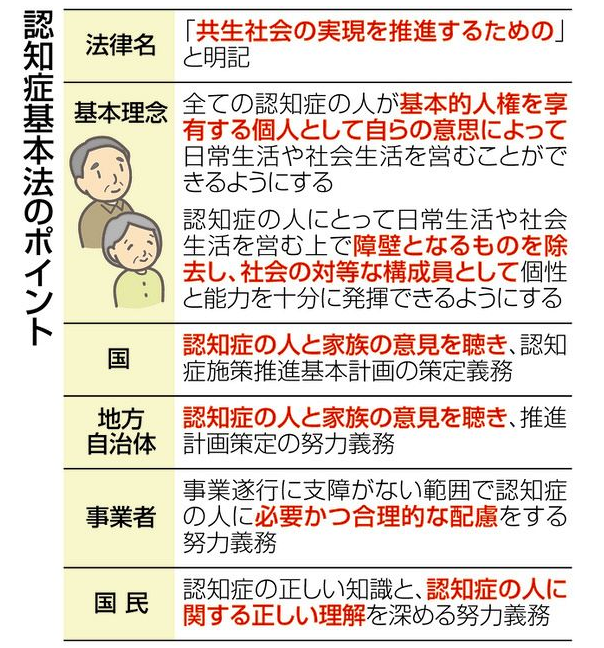 認知症基本法のポイント
法律名
「共生社会の実現を推進するための」
と明記
基本理念
全ての認知症の人が基本的人権を享
有する個人として自らの意思によって
日常生活や社会生活を営むことがで
きるようにする
認知症の人にとって日常生活や社会
生活を営む上で障壁となるものを除
去し、社会の対等な構成員として個性
と能力を十分に発揮できるようにする
国
認知症の人と家族の意見を聴き、認知
症施策推進基本計画の策定義務
地方
自治体
認知症の人と家族の意見を聴き、推進
計画策定の努力義務
事業者
事業遂行に支障がない範囲で認知症
の人に必要かつ合理的な配慮をする
努力義務
国民
認知症の正しい知識と、認知症の人に
関する正しい理解を深める努力義務